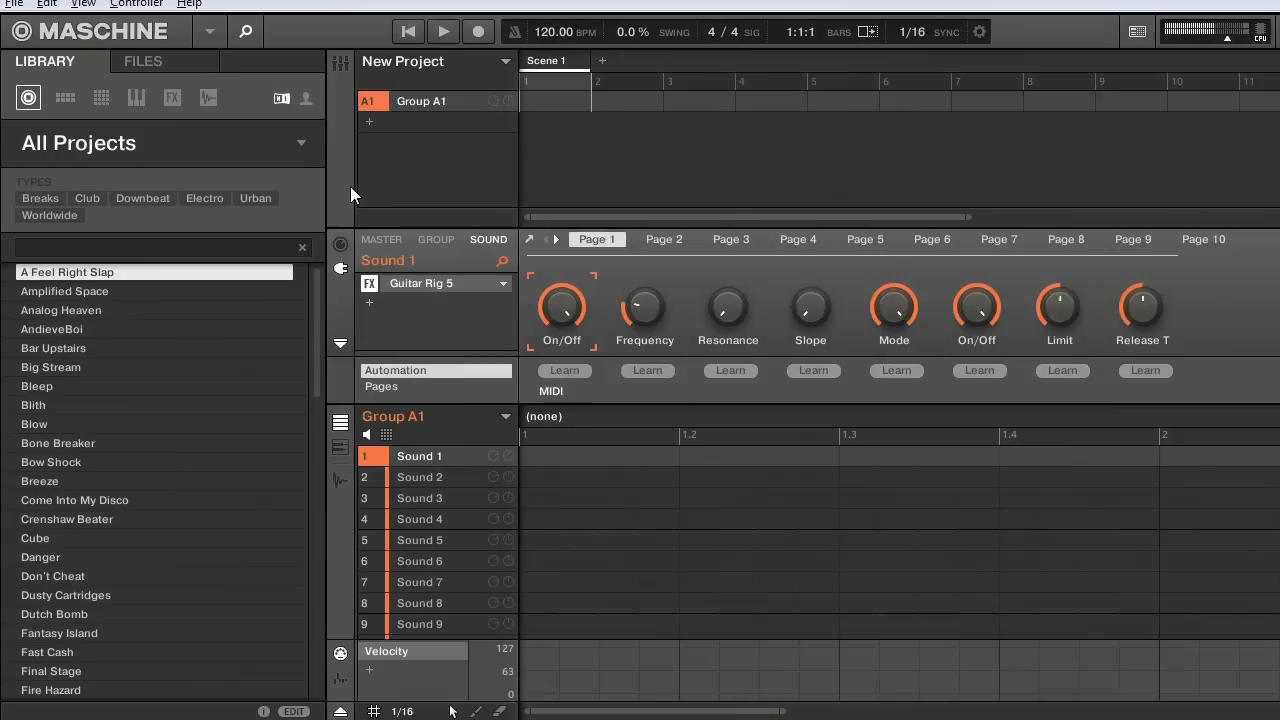 File Edit View Controller Help
MASCHINE 120.00 BPM 0.0 % SWING 4 / 4 SIG 1:1:1 BARS 1/16 SYNC CPU
LIBRARY FILES
All Projects
TYPES
Breaks Club Downbeat Electro Urban
Worldwide
A Feel Right Slap
Amplified Space
Analog Heaven
AndieveBoi
Bar Upstairs
Big Stream
Bleep
Blith
Blow
Bone Breaker
Bow Shock
Breeze
Come Into My Disco
Crenshaw Beater
Cube
Danger
Don't Cheat
Dusty Cartridges
Dutch Bomb
Fantasy Island
Fast Cash
Final Stage
Fire Hazard
EDIT
New Project
A1 Group A1
+
Scene 1 +
1 2 3 4 5 6 7 8 9 10 11
MASTER GROUP SOUND
Sound 1
FX Guitar Rig 5
+
Automation
Pages
Page 1 Page 2 Page 3 Page 4 Page 5 Page 6 Page 7 Page 8 Page 9 Page 10
On/Off Frequency Resonance Slope Mode On/Off Limit Release T
Learn Learn Learn Learn Learn Learn Learn Learn
MIDI
Group A1
(none)
1 1.2 1.3 1.4 2
1 Sound 1
2 Sound 2
3 Sound 3
4 Sound 4
5 Sound 5
6 Sound 6
7 Sound 7
8 Sound 8
9 Sound 9
Velocity 127
+ 63
0
1/16